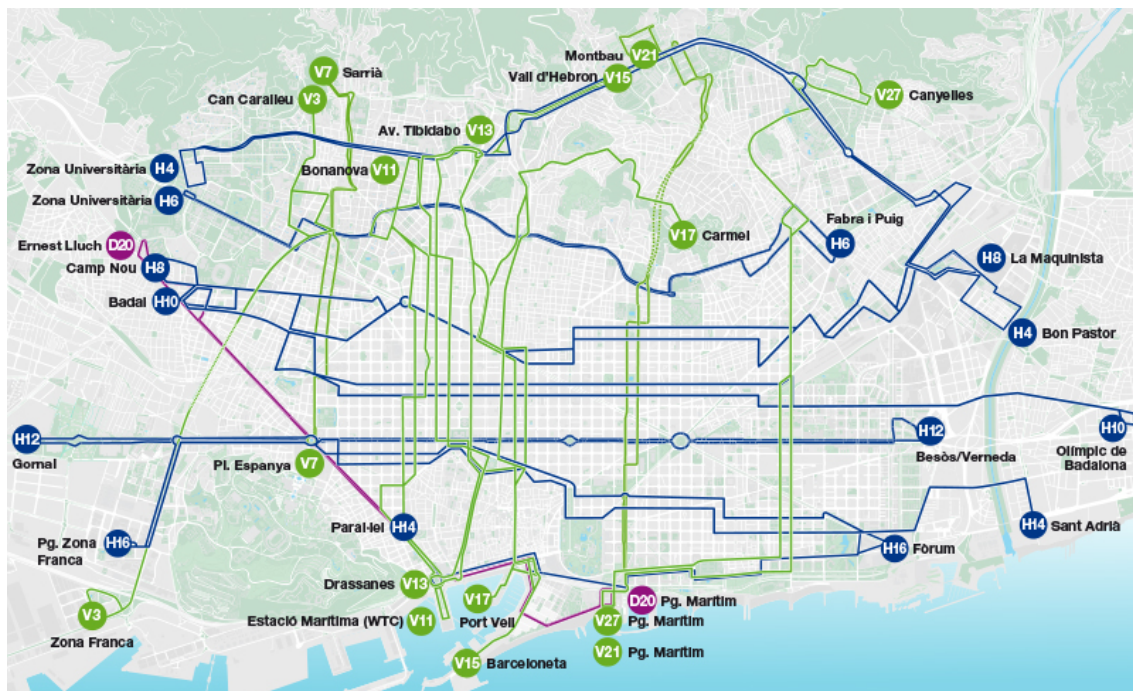 V7 Sarrià
Can Caralleu V3
Montbau V21
Vall d'Hebron V15
V27 Canyelles
Av. Tibidabo V13
Zona Universitària H4
Bonanova V11
Zona Universitària H6
V17 Carmel
Fabra i Puig
H6
Ernest Lluch D20
Camp Nou H8
H8 La Maquinista
Badal H10
H4 Bon Pastor
H12
Gornal
H12
Besòs/Verneda
H10
Olímpic de
Badalona
Pl. Espanya V7
Paral·lel H14
H14 Sant Adrià
Pg. Zona
Franca
H16
H16 Fòrum
Drassanes V13
V3
Zona Franca
Estació Marítima (WTC) V11
V17
Port Vell
D20 Pg. Marítim
V27 Pg. Marítim
V21 Pg. Marítim
V15 Barceloneta